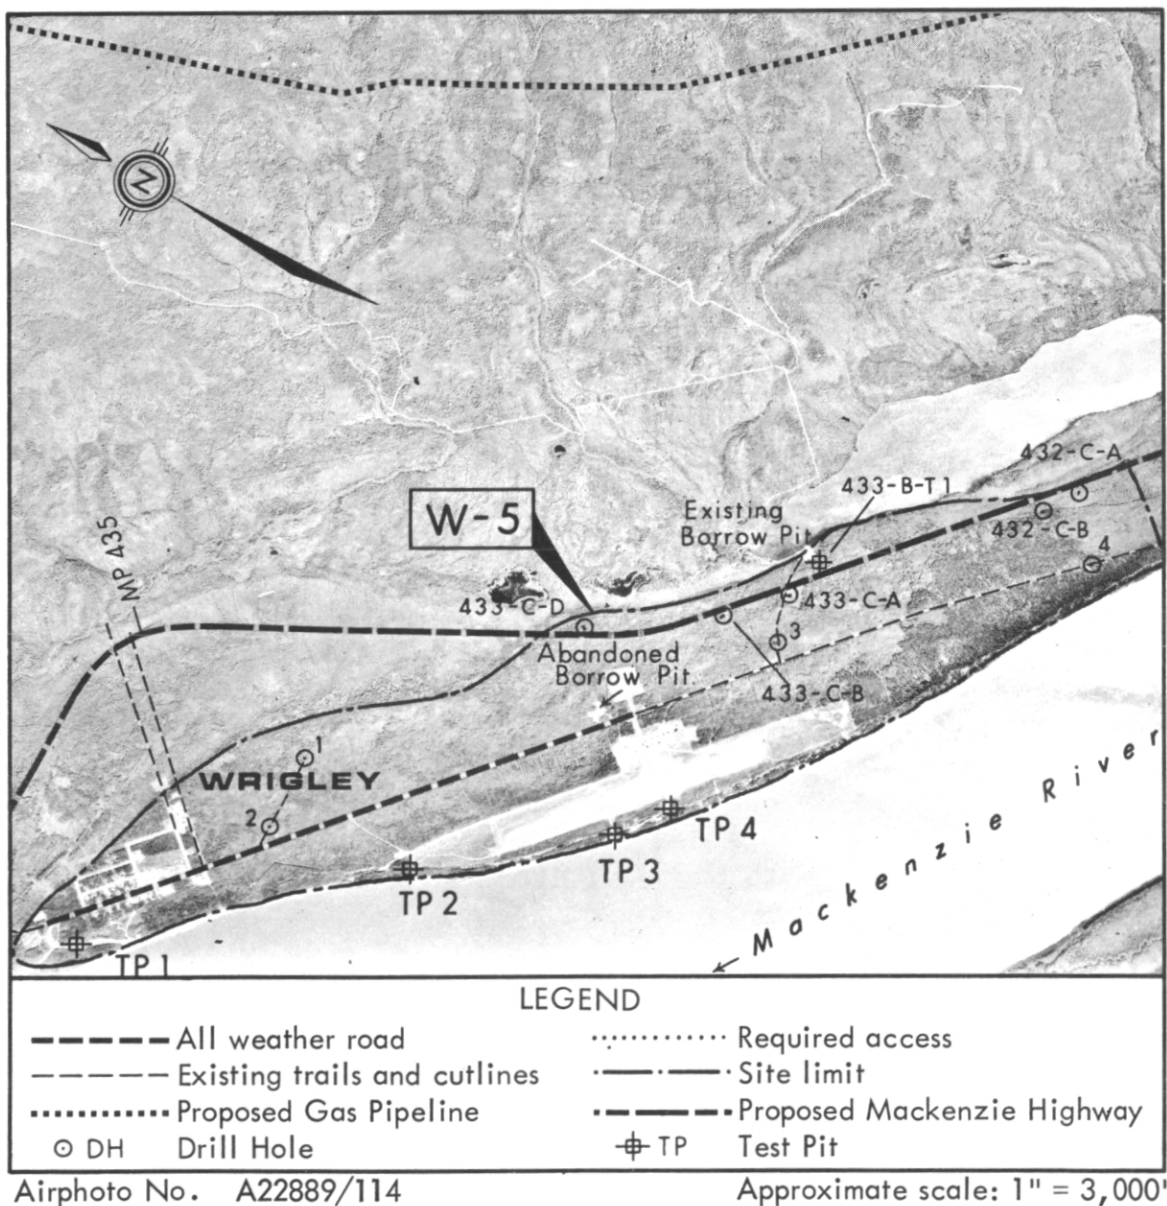 N
432-C-A
433-B-T1
W-5
Existing
Borrow Pit
MP 435
432-C-B
4
433-C-D
433-C-A
3
Abandoned
Borrow Pit.
433-C-B
1
WRIGLEY
2
Mackenzie River
TP 4
TP 3
TP 2
TP 1
LEGEND
All weather road
Required access
Existing trails and cutlines
Site limit
Proposed Gas Pipeline
Proposed Mackenzie Highway
DH Drill Hole
TP Test Pit
Airphoto No. A22889/114
Approximate scale: 1" = 3,000'